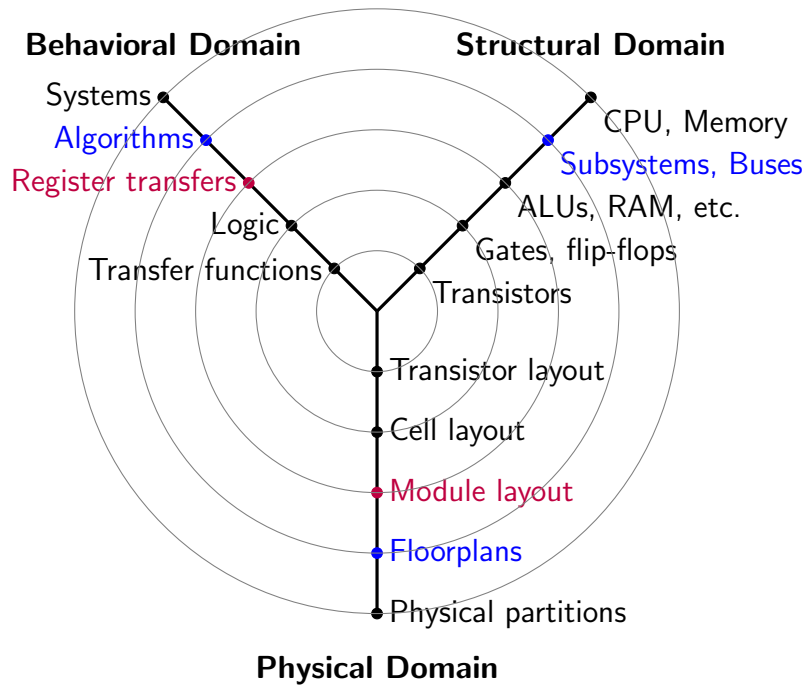 Behavioral Domain
Structural Domain
Systems
Algorithms
Register transfers
Logic
Transfer functions
CPU, Memory
Subsystems, Buses
ALUs, RAM, etc.
Gates, flip-flops
Transistors
Transistor layout
Cell layout
Module layout
Floorplans
Physical partitions
Physical Domain